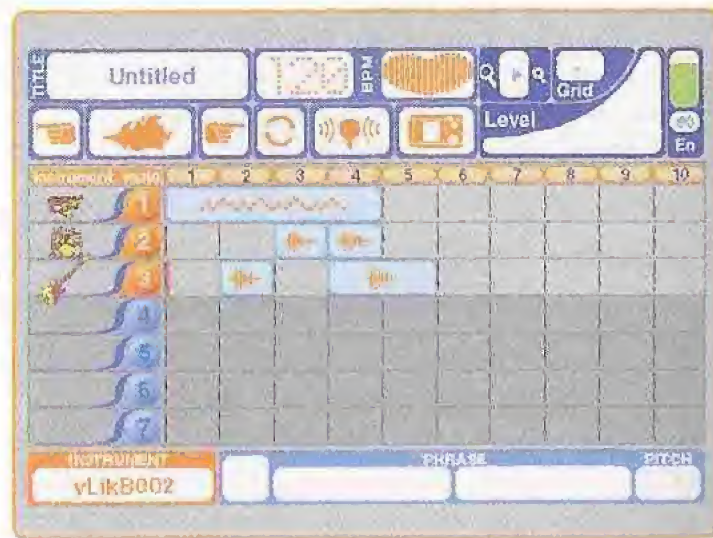 TITLE Untitled 120 BPM Grid
Level En
Instrument 1 2 3 4 5 6 7 8 9 10
1
2
3
4
5
6
7
INSTRUMENT PHRASE PITCH
vLikB002